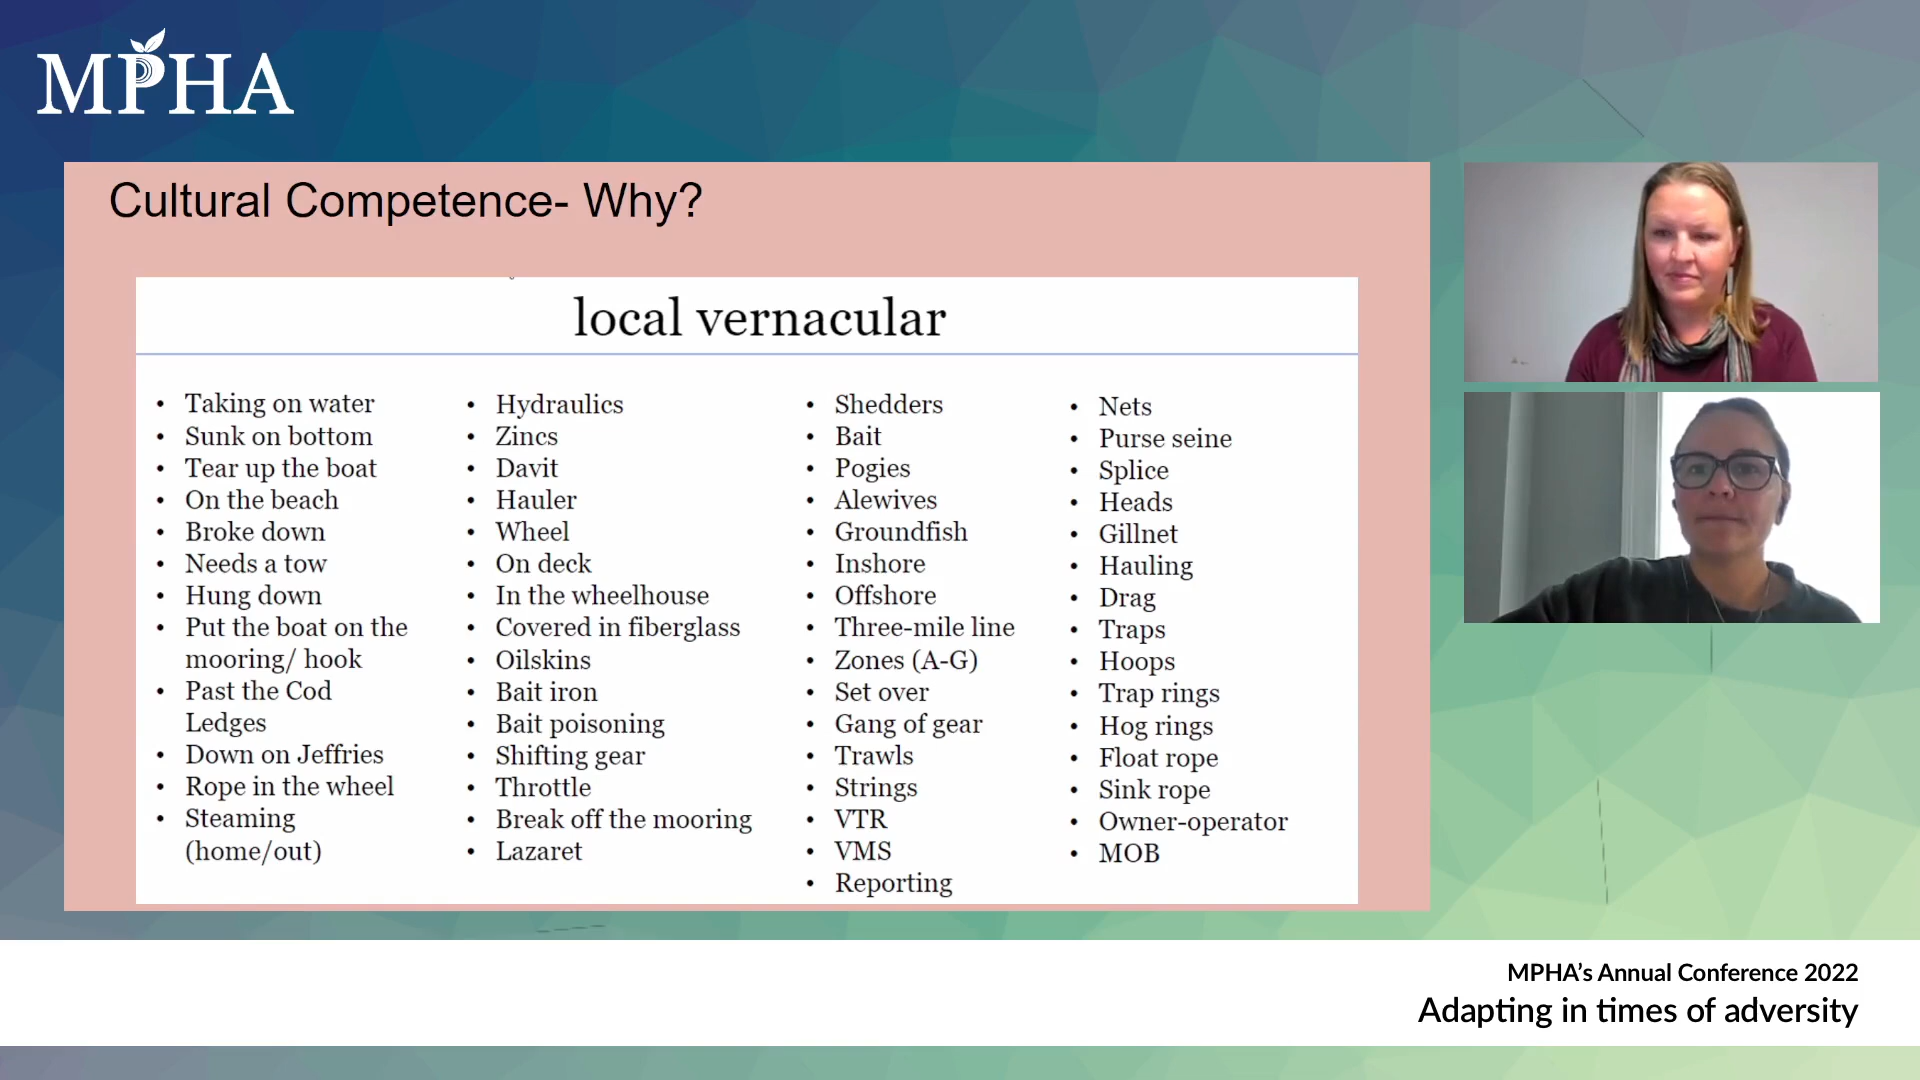 MPHA
Cultural Competence- Why?
local vernacular
• Taking on water
• Sunk on bottom
• Tear up the boat
• On the beach
• Broke down
• Needs a tow
• Hung down
• Put the boat on the
mooring/ hook
• Past the Cod
Ledges
• Down on Jeffries
• Rope in the wheel
• Steaming
(home/out)
• Hydraulics
• Zincs
• Davit
• Hauler
• Wheel
• On deck
• In the wheelhouse
• Covered in fiberglass
• Oilskins
• Bait iron
• Bait poisoning
• Shifting gear
• Throttle
• Break off the mooring
• Lazaret
• Shedders
• Bait
• Pogies
• Alewives
• Groundfish
• Inshore
• Offshore
• Three-mile line
• Zones (A-G)
• Set over
• Gang of gear
• Trawls
• Strings
• VTR
• VMS
• Reporting
• Nets
• Purse seine
• Splice
• Heads
• Gillnet
• Hauling
• Drag
• Traps
• Hoops
• Trap rings
• Hog rings
• Float rope
• Sink rope
• Owner-operator
• MOB
MPHA’s Annual Conference 2022
Adapting in times of adversity